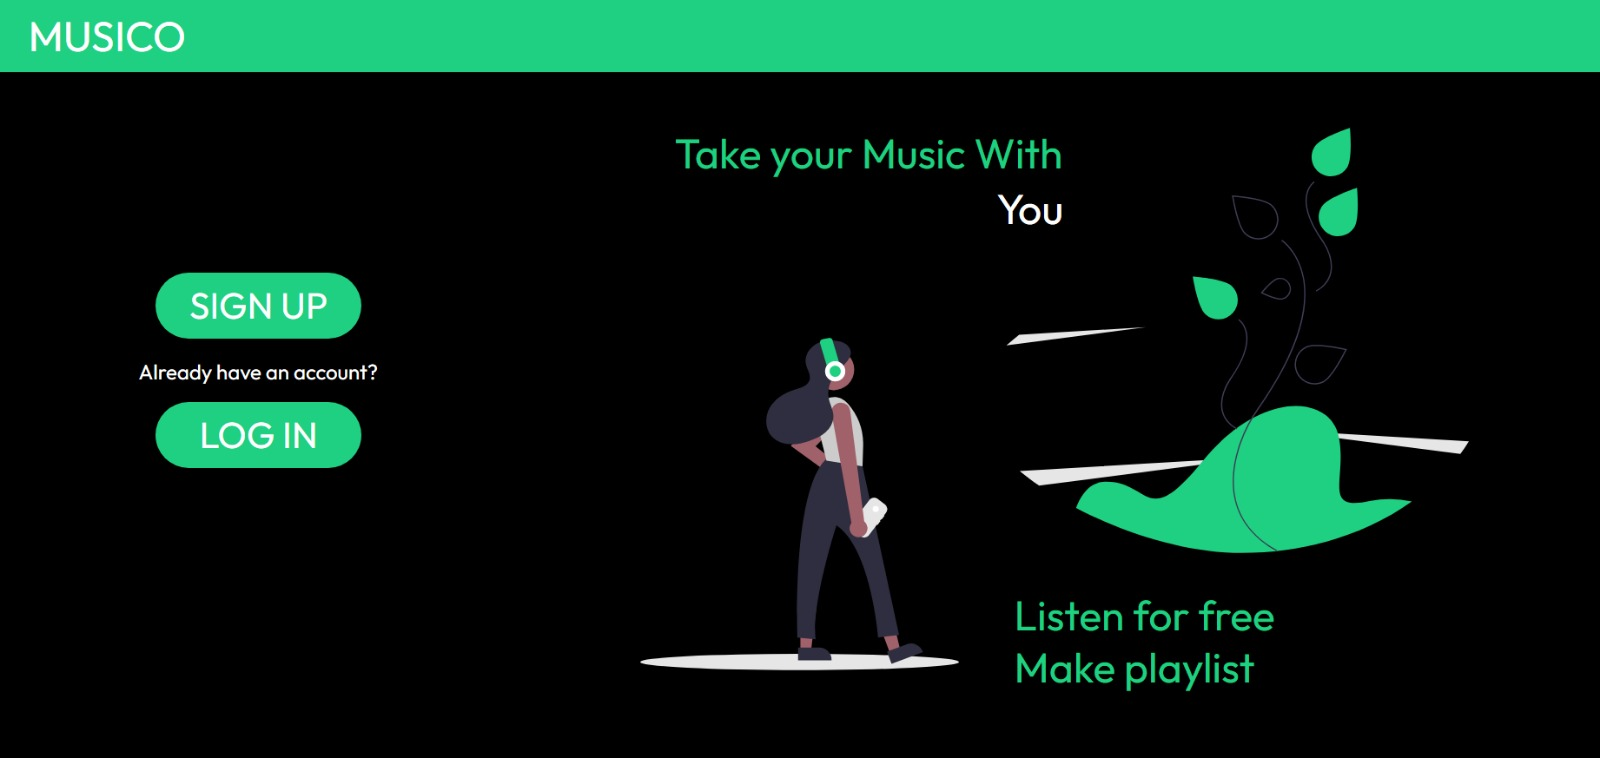 MUSICO
Take your Music With
You
SIGN UP
Already have an account?
LOG IN
Listen for free
Make playlist